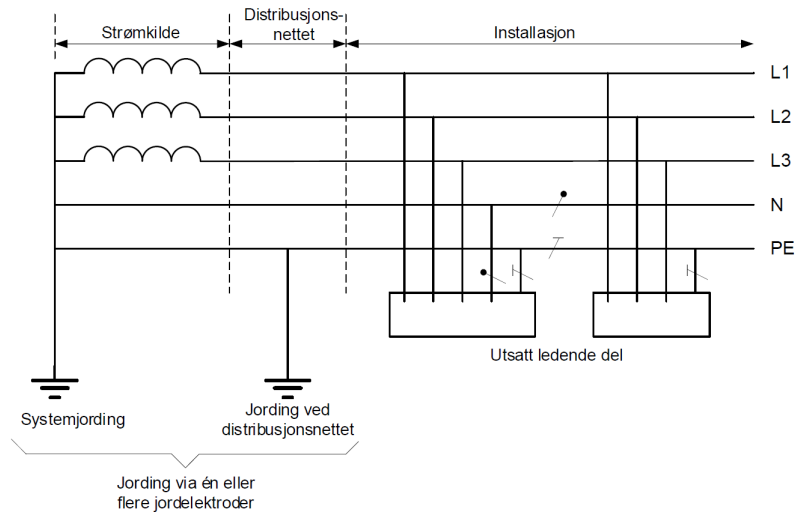 Strømkilde
Distribusjons-
nettet
Installasjon
L1
L2
L3
N
PE
Utsatt ledende del
Systemjording
Jording ved
distribusjonsnettet
Jording via én eller
flere jordelektroder